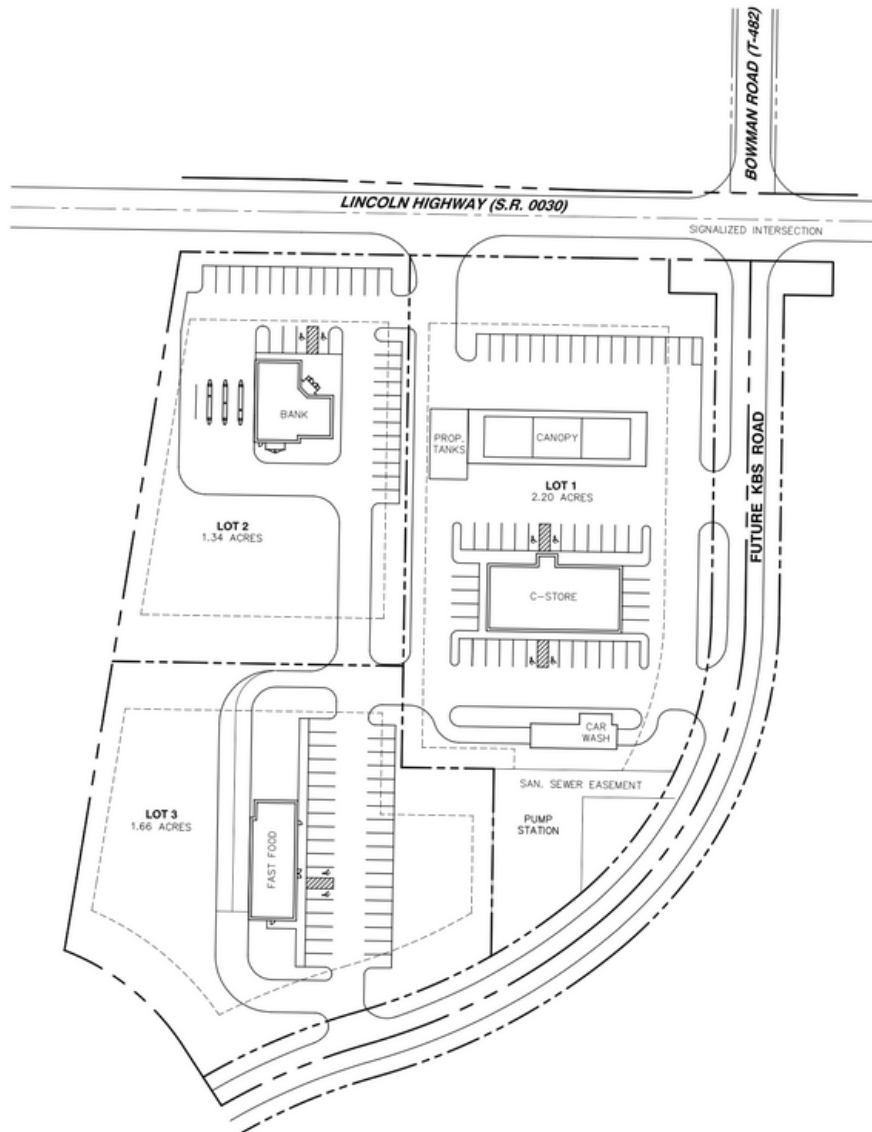 BOWMAN ROAD (T-482)
LINCOLN HIGHWAY (S.R. 0030)
SIGNALIZED INTERSECTION
BANK
PROP.
TANKS
CANOPY
LOT 1
2.20 ACRES
LOT 2
1.34 ACRES
FUTURE KBS ROAD
C-STORE
CAR
WASH
SAN. SEWER EASEMENT
PUMP
STATION
LOT 3
1.66 ACRES
FAST FOOD